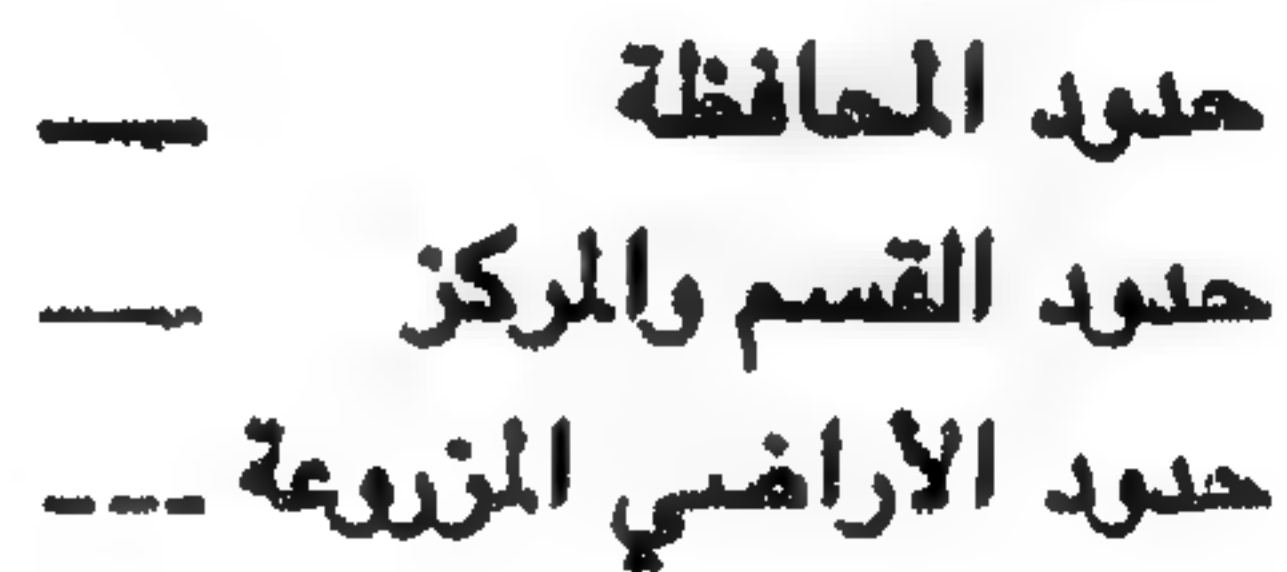 حدود المحافظة
حدود القسم والمركز
حدود الاراضي المزروعة